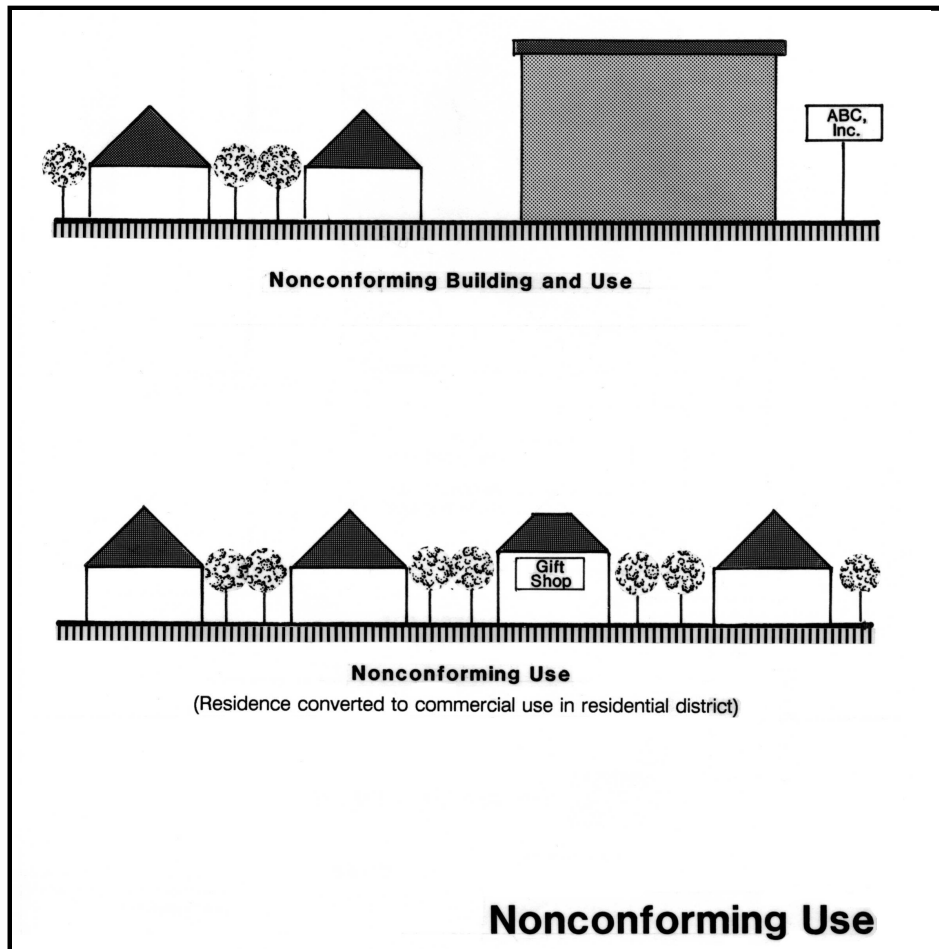 ABC,
Inc.
Nonconforming Building and Use
Gift
Shop
Nonconforming Use
(Residence converted to commercial use in residential district)
Nonconforming Use